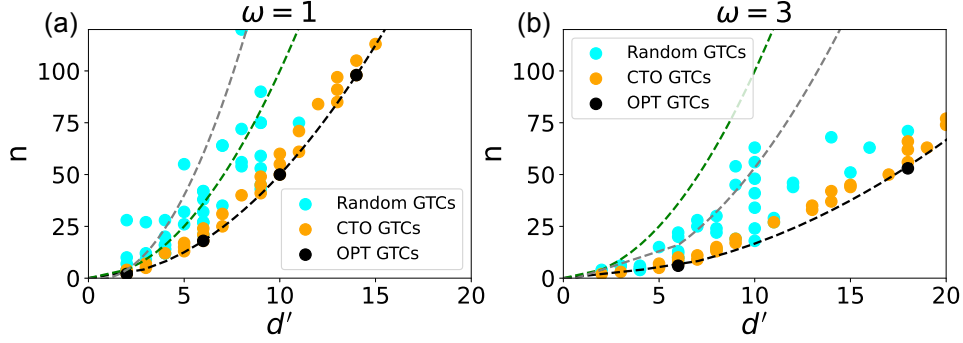 (a)
ω = 1
100
75
50
25
0
n
0
5
10
15
20
d′
Random GTCs
CTO GTCs
OPT GTCs
(b)
ω = 3
100
75
50
25
0
n
0
5
10
15
20
d′
Random GTCs
CTO GTCs
OPT GTCs